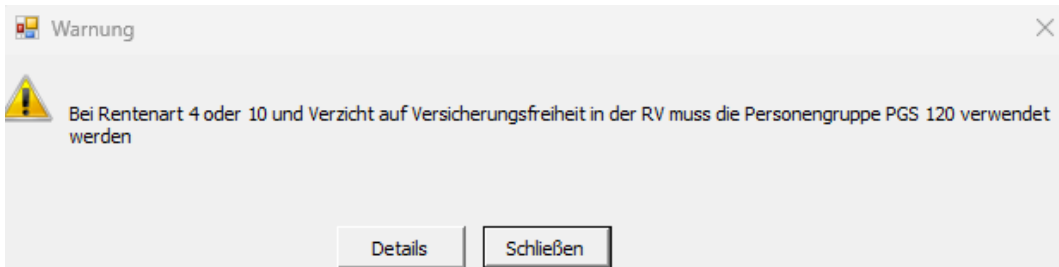 Warnung
Bei Rentenart 4 oder 10 und Verzicht auf Versicherungsfreiheit in der RV muss die Personengruppe PGS 120 verwendet
werden
Details
Schließen